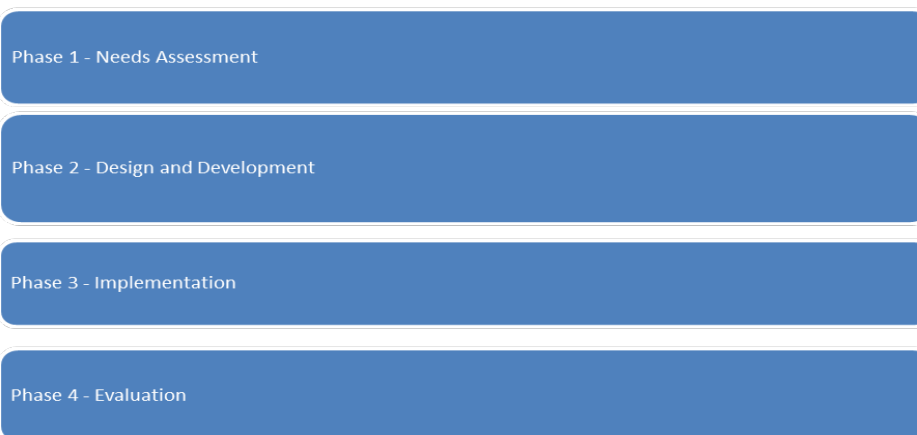 Phase 1 - Needs Assessment
Phase 2 - Design and Development
Phase 3 - Implementation
Phase 4 - Evaluation